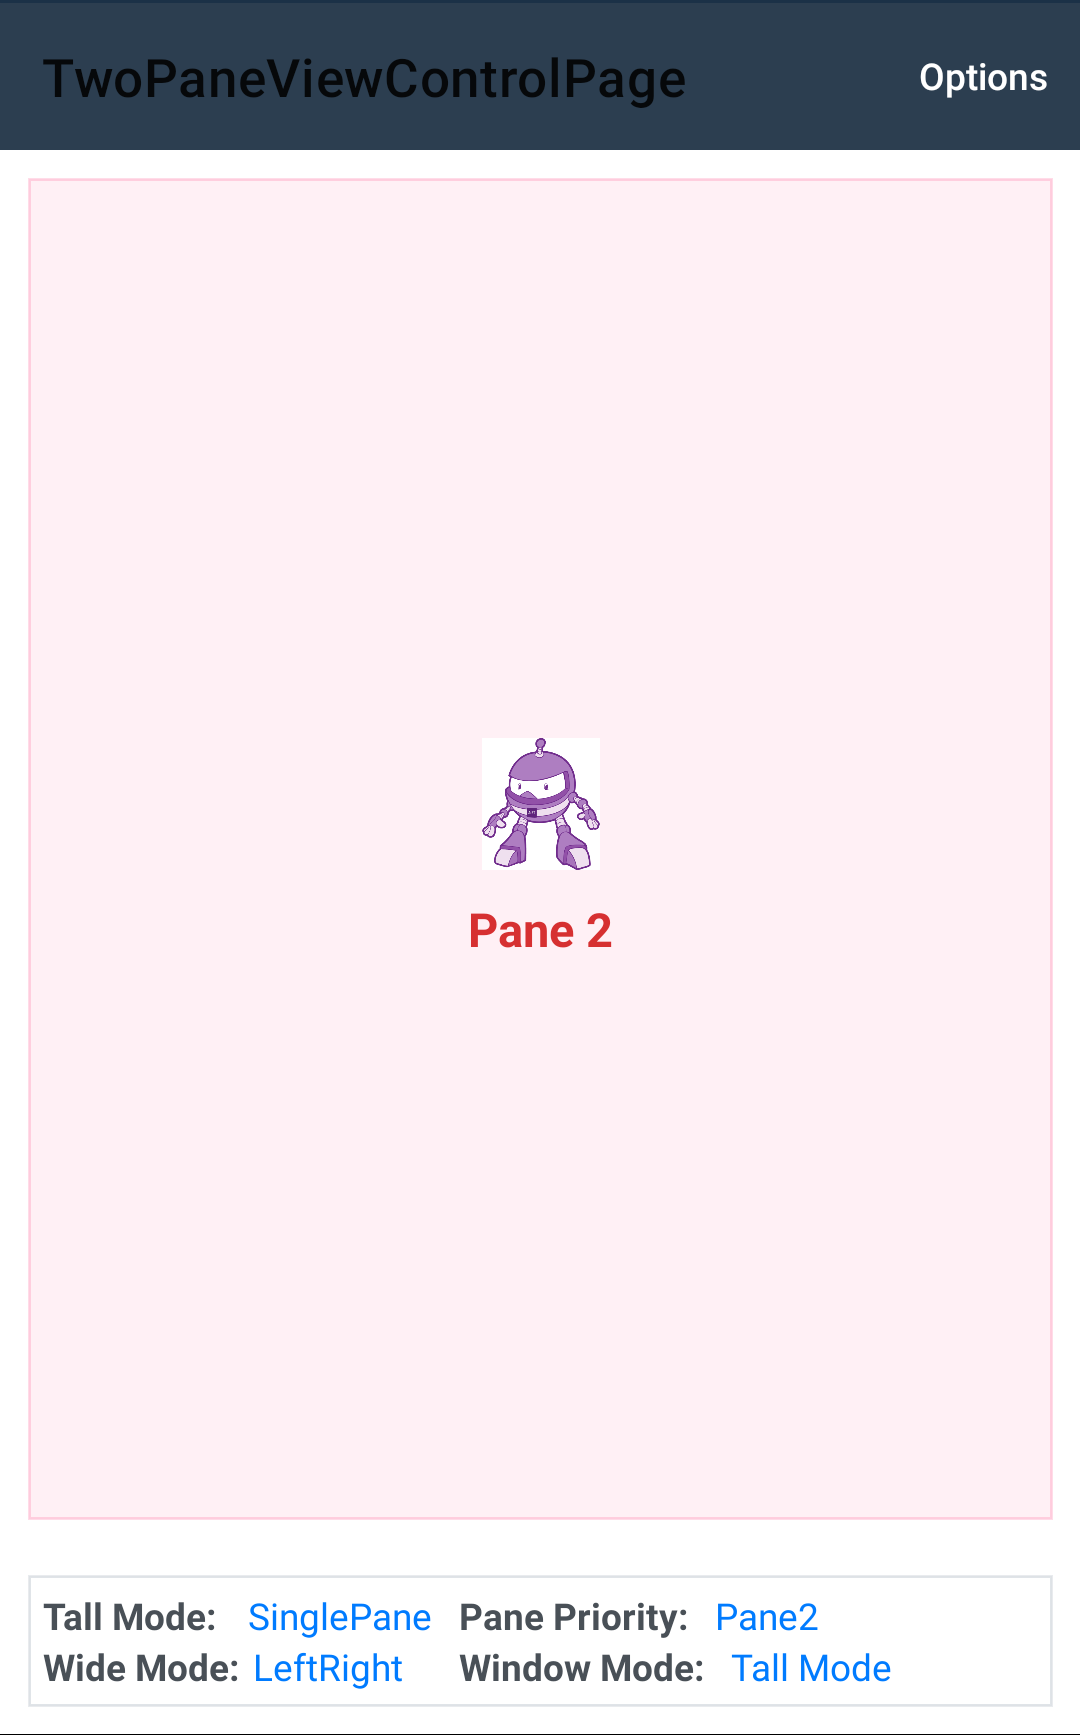 TwoPaneViewControlPage Options
Pane 2
Tall Mode: SinglePane Pane Priority: Pane2
Wide Mode: LeftRight Window Mode: Tall Mode